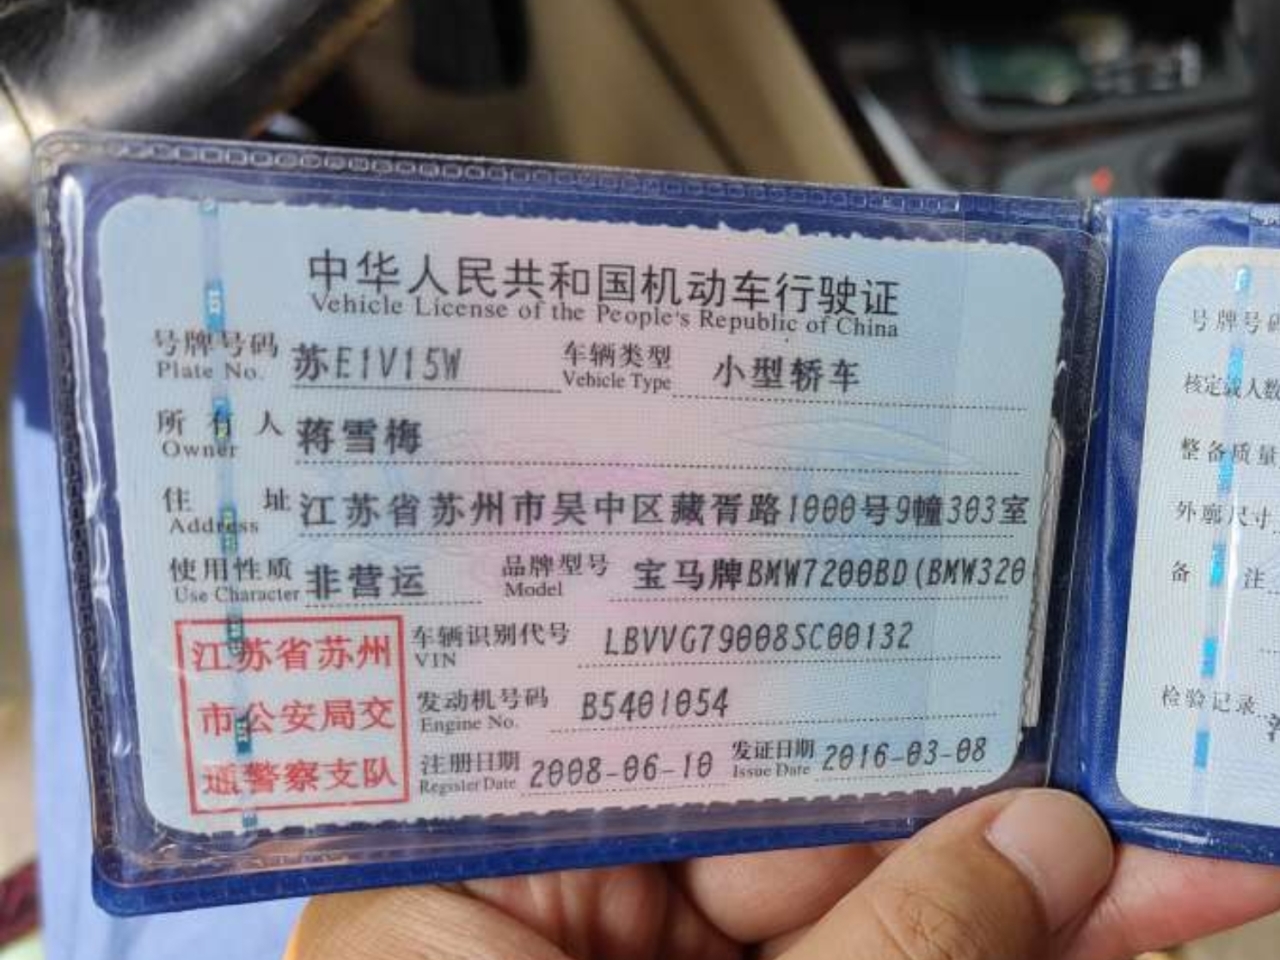 中华人民共和国机动车行驶证
Vehicle License of the People's Republic of China
号牌号码 苏E1V15W 车辆类型 小型轿车
Plate No. Vehicle Type
所有人 蒋雪梅
Owner
住址 江苏省苏州市吴中区藏胥路1000号9幢303室
Address
使用性质 非营运 品牌型号 宝马牌BMW7200BD(BMW320
Use Character Model
江苏省苏州
市公安局交
通警察支队
车辆识别代号 LBVVG79008SC00132
VIN
发动机号码 B5401054
Engine No.
注册日期 2008-06-10 发证日期 2016-03-08
Register Date Issue Date
号牌号码
核定载人数
整备质量
外廓尺寸
备注
检验记录